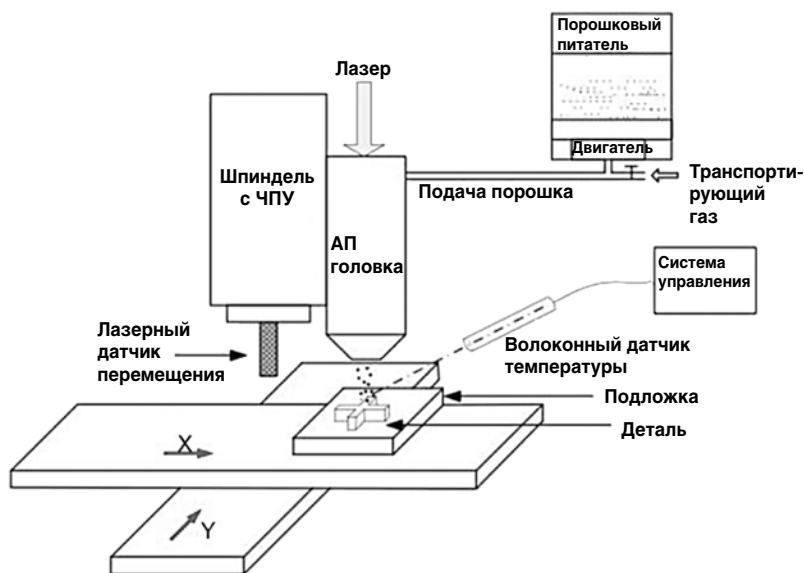 Порошковый
питатель
Двигатель
Лазер
Шпиндель
с ЧПУ
АП
головка
Подача порошка
Транспорти-
рующий
газ
Система
управления
Лазерный
датчик
перемещения
Волоконный датчик
температуры
Подложка
Деталь
X
Y